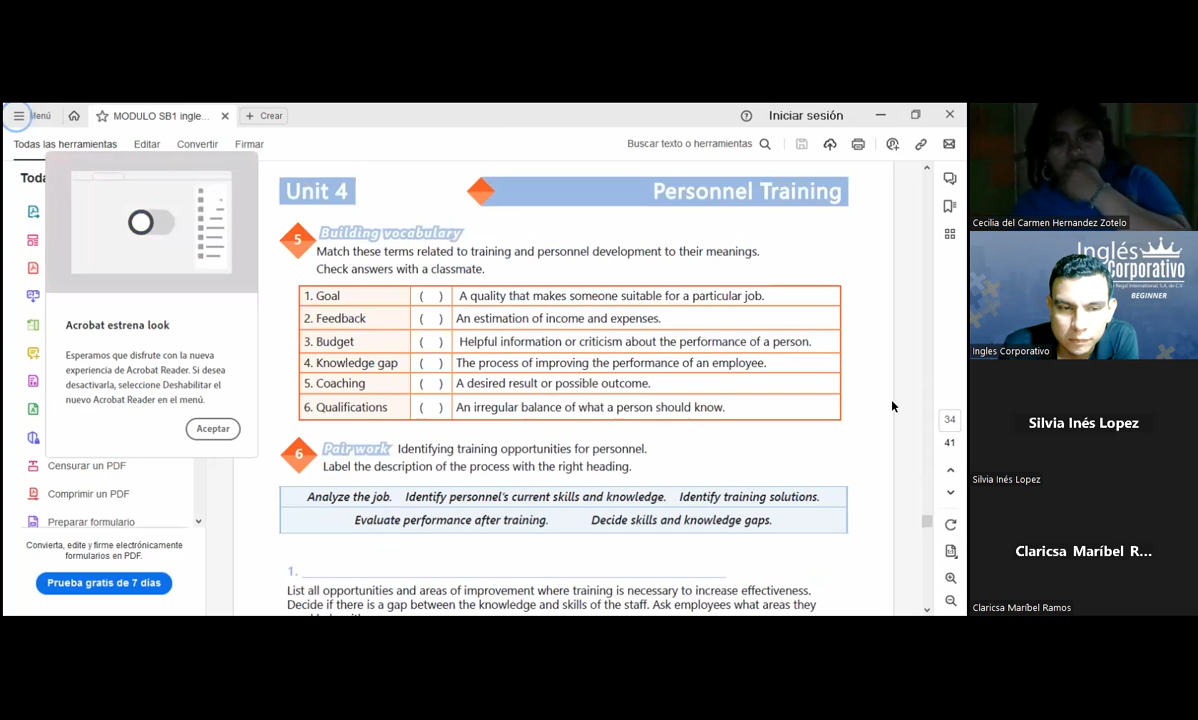 Menú
MODULO SB1 ingle...
Crear
Iniciar sesión
Todas las herramientas
Editar
Convertir
Firmar
Buscar texto o herramientas
Toda
Acrobat estrena look
Esperamos que disfrute con la nueva
experiencia de Acrobat Reader. Si desea
desactivarla, seleccione Deshabilitar el
nuevo Acrobat Reader en el menú.
Aceptar
Censurar un PDF
Comprimir un PDF
Preparar formulario
Convierta, edite y firme electrónicamente
formularios en PDF.
Prueba gratis de 7 días
Unit 4
Personnel Training
5 Building vocabulary
Match these terms related to training and personnel development to their meanings.
Check answers with a classmate.
1. Goal ( ) A quality that makes someone suitable for a particular job.
2. Feedback ( ) An estimation of income and expenses.
3. Budget ( ) Helpful information or criticism about the performance of a person.
4. Knowledge gap ( ) The process of improving the performance of an employee.
5. Coaching ( ) A desired result or possible outcome.
6. Qualifications ( ) An irregular balance of what a person should know.
6 Pair work Identifying training opportunities for personnel.
Label the description of the process with the right heading.
Analyze the job. Identify personnel's current skills and knowledge. Identify training solutions.
Evaluate performance after training. Decide skills and knowledge gaps.
1.
List all opportunities and areas of improvement where training is necessary to increase effectiveness.
Decide if there is a gap between the knowledge and skills of the staff. Ask employees what areas they
34
41
Cecilia del Carmen Hernandez Zotelo
Inglés
Corporativo
Regal International, S.A. de C.V.
BEGINNER
Ingles Corporativo
Silvia Inés Lopez
Silvia Inés Lopez
Claricsa Maríbel R...
Claricsa Maríbel Ramos